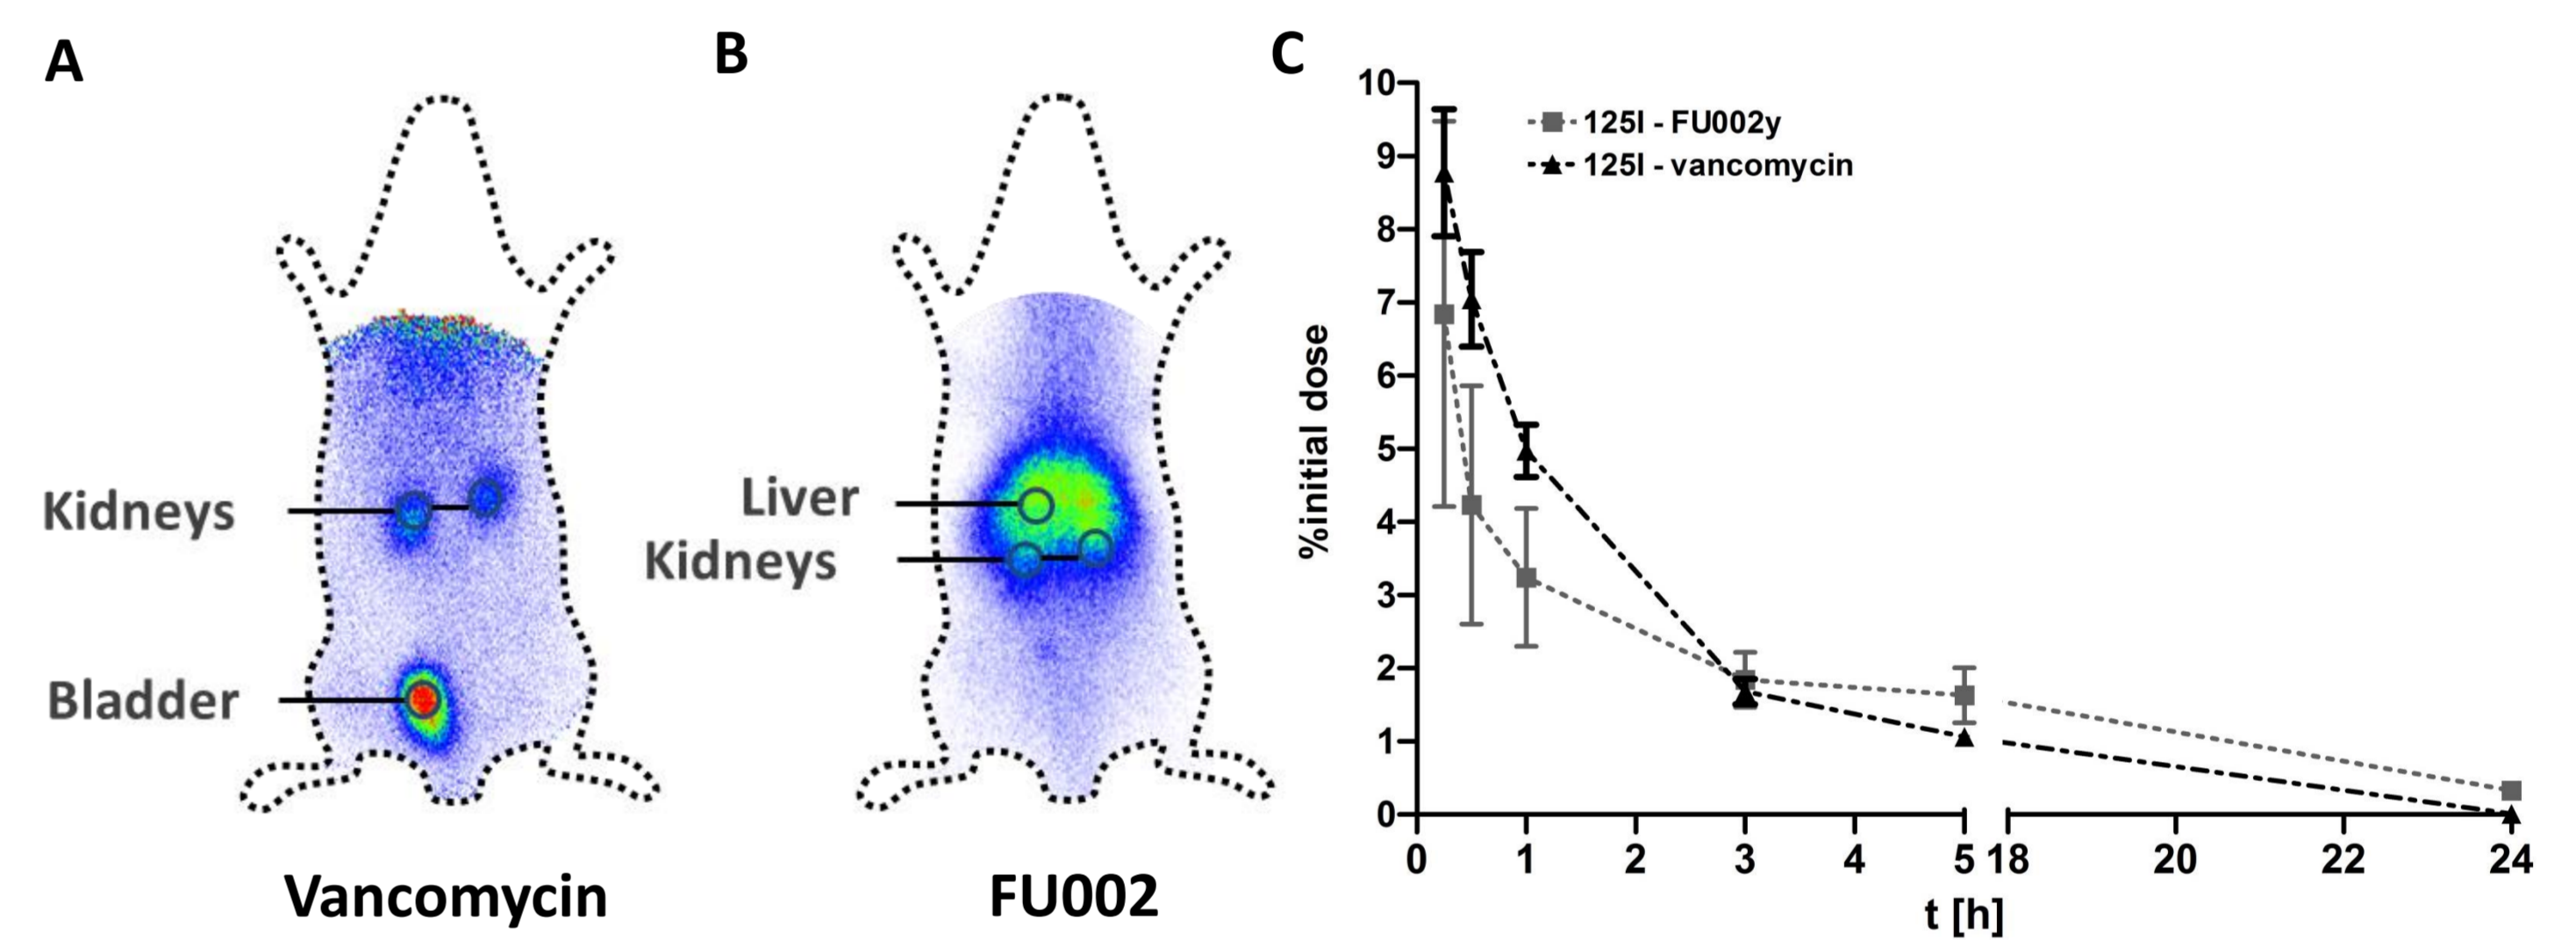 A
Kidneys
Bladder
Vancomycin
B
Liver
Kidneys
FU002
C
10
9
8
7
6
5
4
3
2
1
0
%initial dose
125I - FU002y
125I - vancomycin
0 1 2 3 4 5 18 20 22 24
t [h]